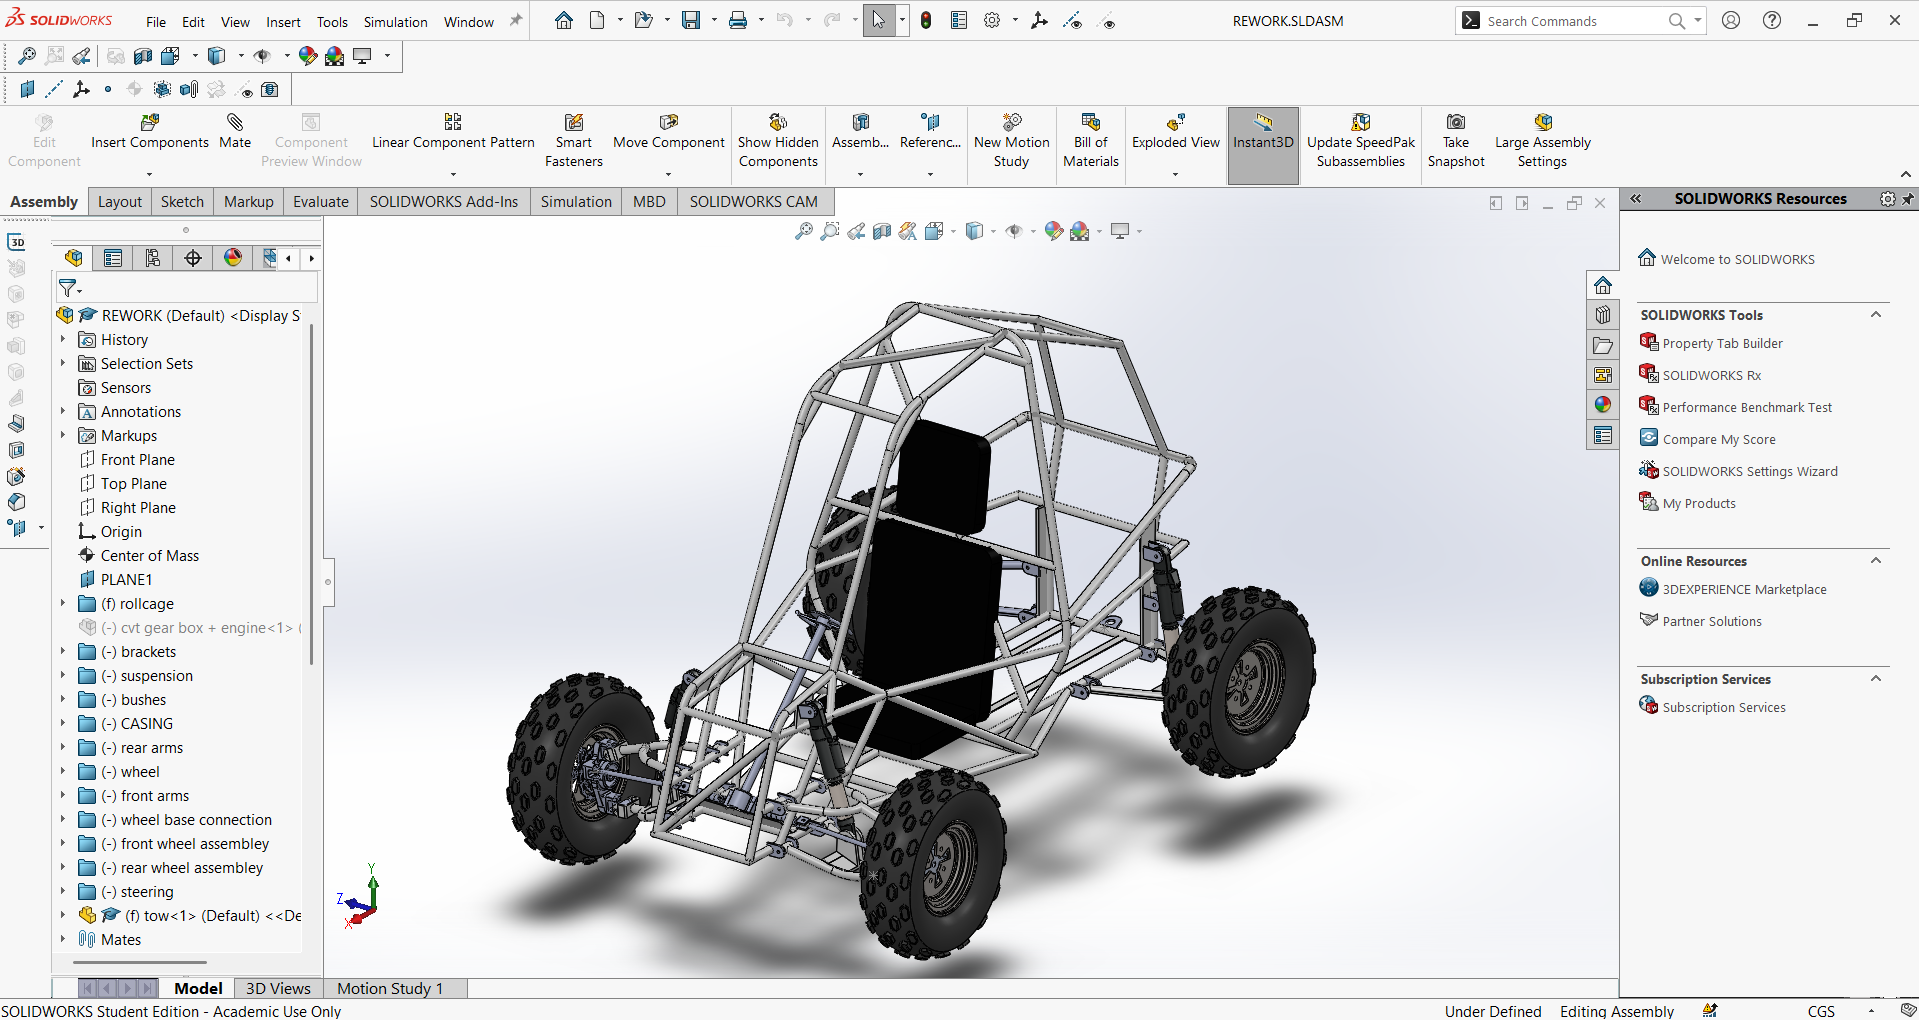 SOLIDWORKS
File Edit View Insert Tools Simulation Window
REWORK.SLDASM
Search Commands
Edit Component
Insert Components
Mate
Component Preview Window
Linear Component Pattern
Smart Fasteners
Move Component
Show Hidden Components
Assemb...
Referenc...
New Motion Study
Bill of Materials
Exploded View
Instant3D
Update SpeedPak Subassemblies
Take Snapshot
Large Assembly Settings
Assembly Layout Sketch Markup Evaluate SOLIDWORKS Add-Ins Simulation MBD SOLIDWORKS CAM
3D
REWORK (Default) <Display S
History
Selection Sets
Sensors
Annotations
Markups
Front Plane
Top Plane
Right Plane
Origin
Center of Mass
PLANE1
(f) rollcage
(-) cvt gear box + engine<1> (
(-) brackets
(-) suspension
(-) bushes
(-) CASING
(-) rear arms
(-) wheel
(-) front arms
(-) wheel base connection
(-) front wheel assembley
(-) rear wheel assembley
(-) steering
(f) tow<1> (Default) <<De
Mates
Y
Z
X
SOLIDWORKS Resources
Welcome to SOLIDWORKS
SOLIDWORKS Tools
Property Tab Builder
SOLIDWORKS Rx
Performance Benchmark Test
Compare My Score
SOLIDWORKS Settings Wizard
My Products
Online Resources
3DEXPERIENCE Marketplace
Partner Solutions
Subscription Services
Subscription Services
Model 3D Views Motion Study 1
SOLIDWORKS Student Edition - Academic Use Only
Under Defined Editing Assembly CGS